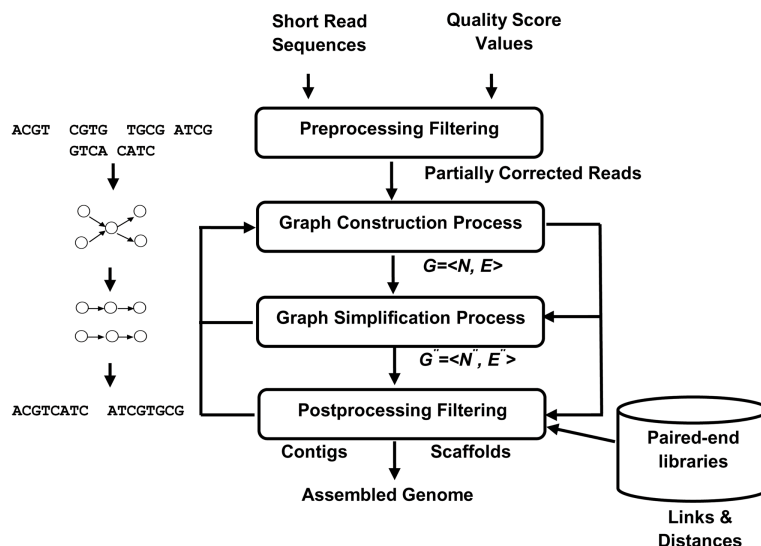 Short Read
Sequences
Quality Score
Values
ACGT CGTG TGCG ATCG
GTCA CATC
Preprocessing Filtering
Partially Corrected Reads
Graph Construction Process
G=<N, E>
Graph Simplification Process
G¨=<N¨, E¨>
ACGTCATC ATCGTGCG
Postprocessing Filtering
Contigs
Scaffolds
Assembled Genome
Paired-end
libraries
Links &
Distances